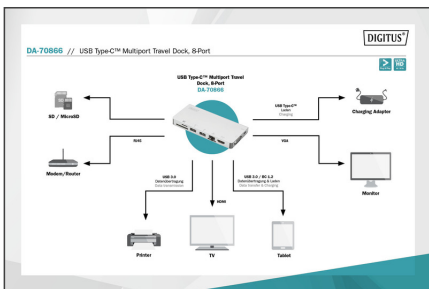 DIGITUS®
DA-70866 // USB Type-C™ Multiport Travel Dock, 8-Port
USB Type-C™ Multiport Travel
Dock, 8-Port
DA-70866
SD / MicroSD
USB Type-C™
Laden
Charging
Charging Adapter
RJ45
VGA
Modem/Router
Monitor
USB 3.0
Datenübertragung
Data transmission
HDMI
USB 3.0 / BC 1.2
Datenübertragung & Laden
Data transfer & Charging
Printer
TV
Tablet